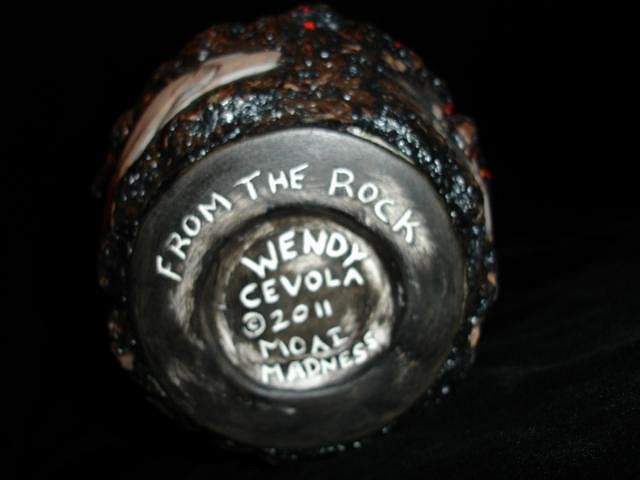 FROM THE ROCK
WENDY
CEVOLA
©2011
MOAI
MADNESS